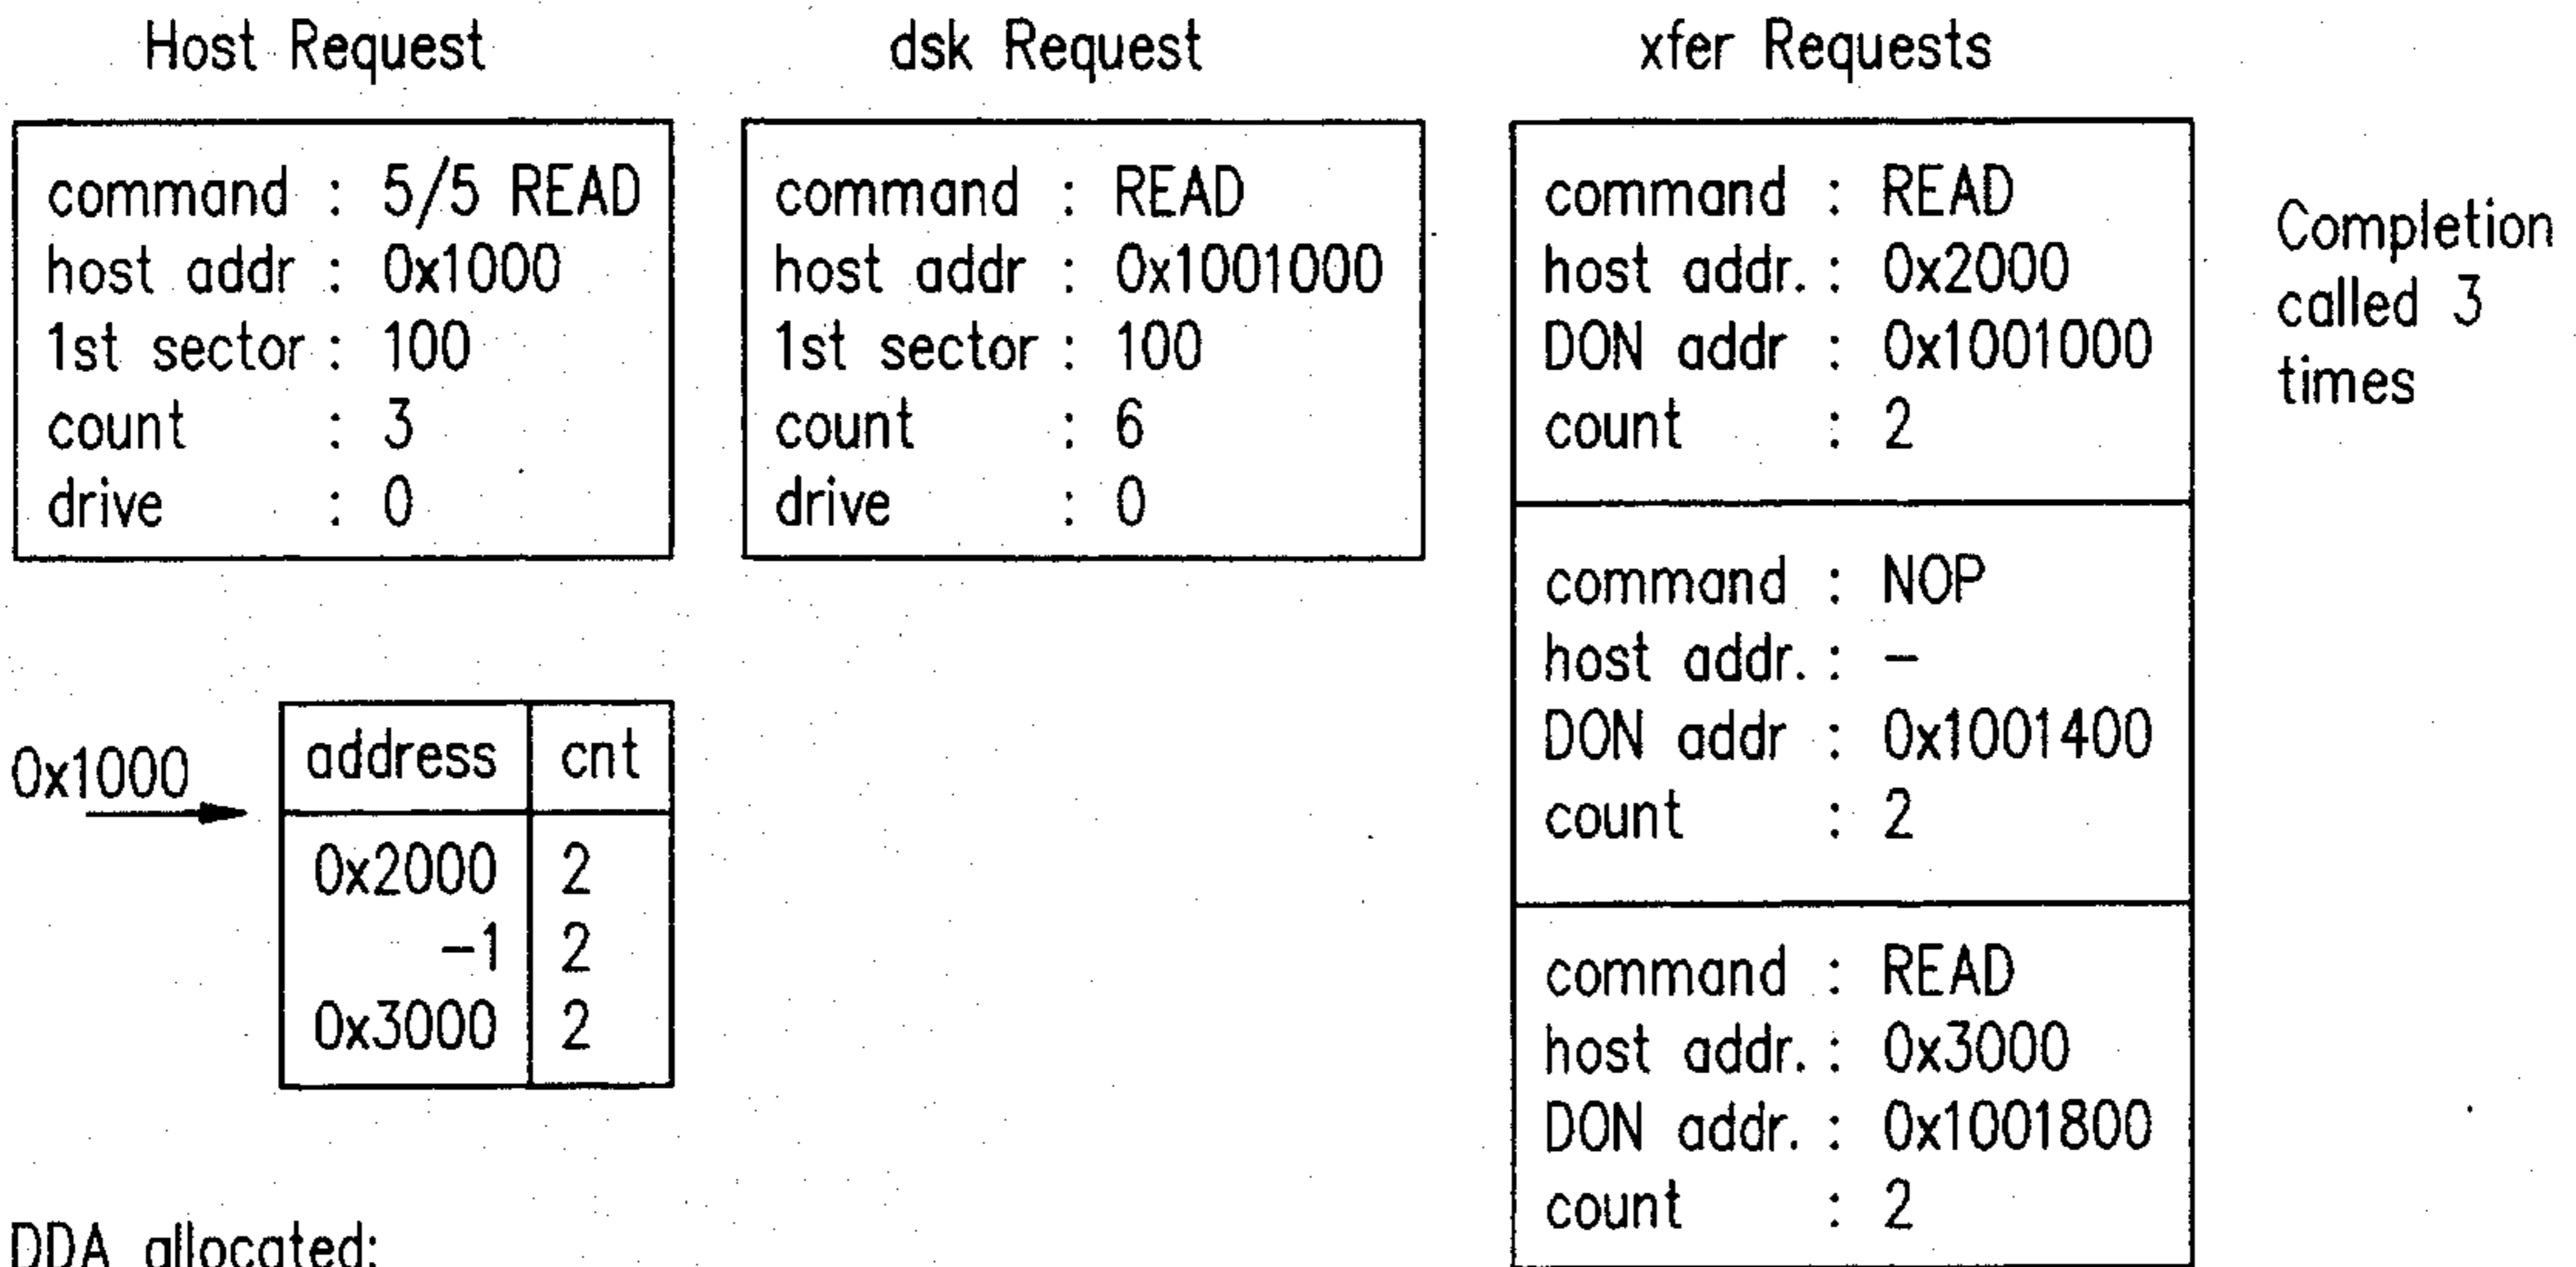 Host Request
command : 5/5 READ
host addr : 0x1000
1st sector : 100
count : 3
drive : 0
dsk Request
command : READ
host addr : 0x1001000
1st sector : 100
count : 6
drive : 0
xfer Requests
command : READ
host addr. : 0x2000
DON addr : 0x1001000
count : 2
command : NOP
host addr. : –
DON addr : 0x1001400
count : 2
command : READ
host addr. : 0x3000
DON addr. : 0x1001800
count : 2
Completion
called 3
times
0x1000
address cnt
0x2000 2
-1 2
0x3000 2
DDA allocated: